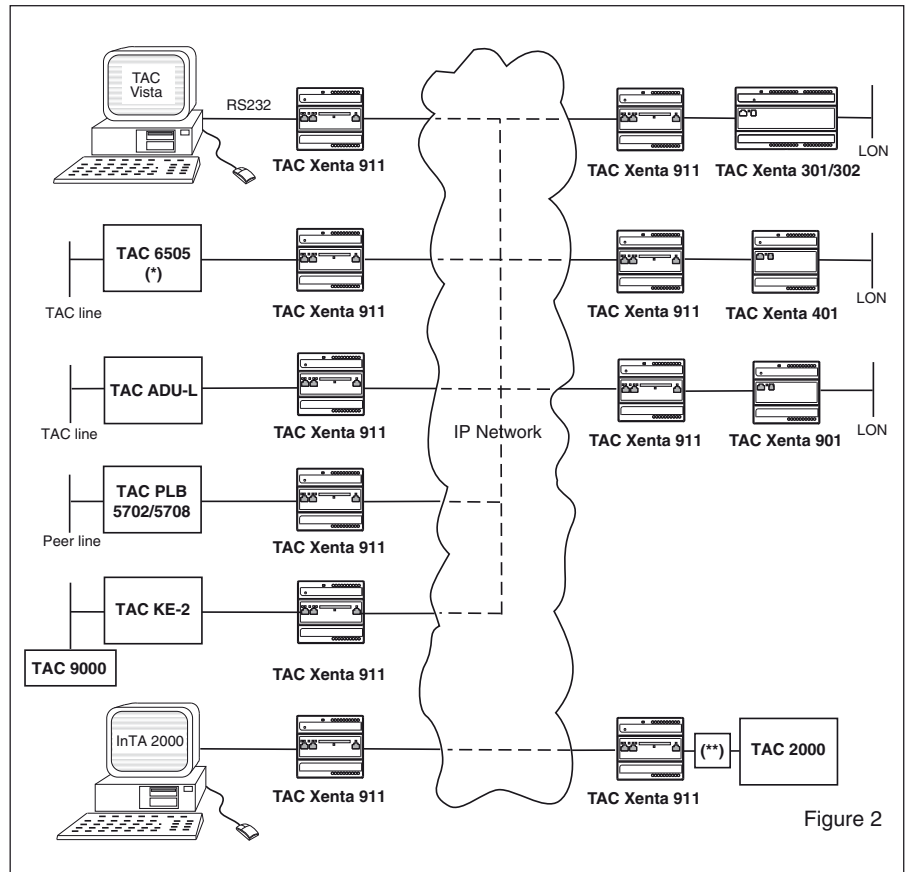 TAC
Vista
RS232
TAC Xenta 911
TAC Xenta 911
TAC Xenta 301/302
LON
TAC 6505
(*)
TAC line
TAC Xenta 911
TAC Xenta 911
TAC Xenta 401
LON
TAC ADU-L
TAC line
TAC Xenta 911
IP Network
TAC Xenta 911
TAC Xenta 901
LON
TAC PLB
5702/5708
Peer line
TAC Xenta 911
TAC KE-2
TAC 9000
TAC Xenta 911
InTA 2000
TAC Xenta 911
TAC Xenta 911
(**)
TAC 2000
Figure 2